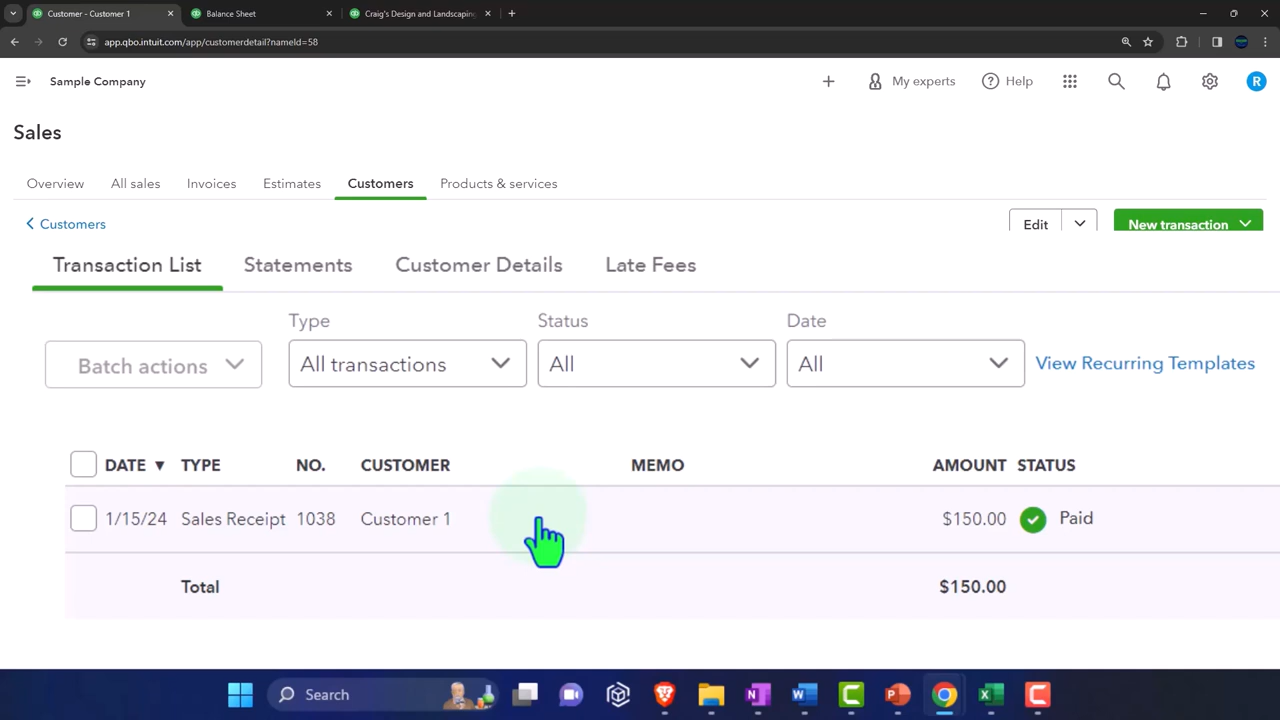 Customer - Customer 1
Balance Sheet
Craig's Design and Landscaping
app.qbo.intuit.com/app/customerdetail?nameId=58
Sample Company
My experts
Help
R
Sales
Overview
All sales
Invoices
Estimates
Customers
Products & services
Customers
Edit
New transaction
Transaction List
Statements
Customer Details
Late Fees
Type
Status
Date
Batch actions
All transactions
All
All
View Recurring Templates
DATE ▼ TYPE NO. CUSTOMER MEMO AMOUNT STATUS
1/15/24 Sales Receipt 1038 Customer 1 $150.00 Paid
Total $150.00
Search